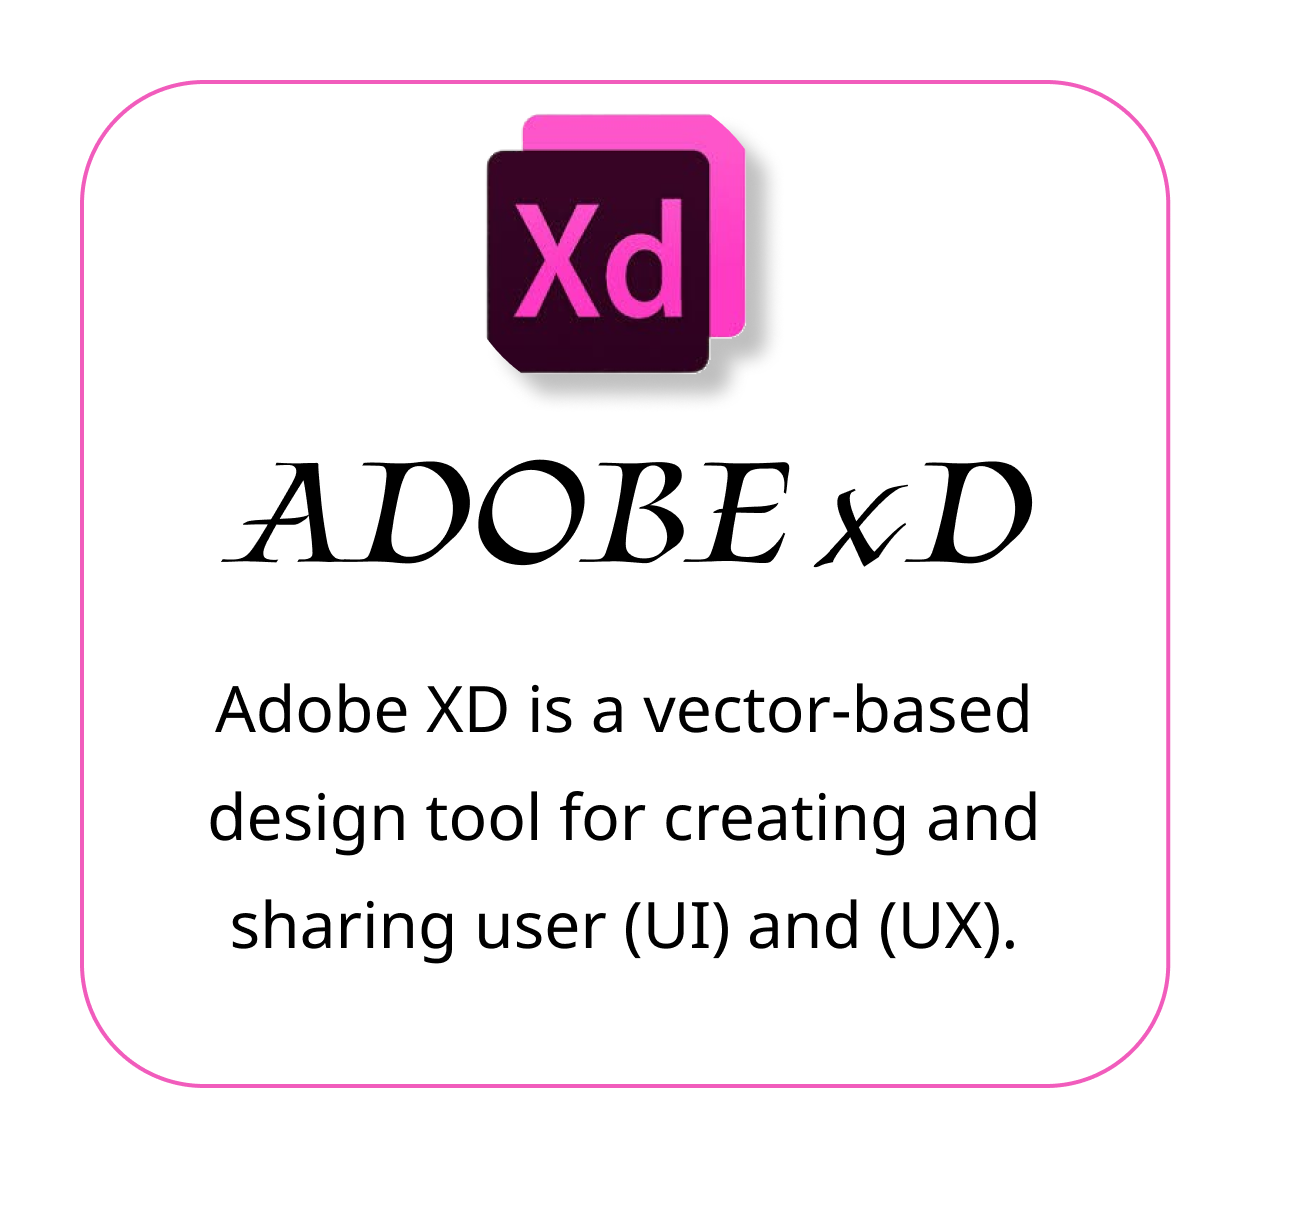 Xd
ADOBE xD
Adobe XD is a vector-based
design tool for creating and
sharing user (UI) and (UX).